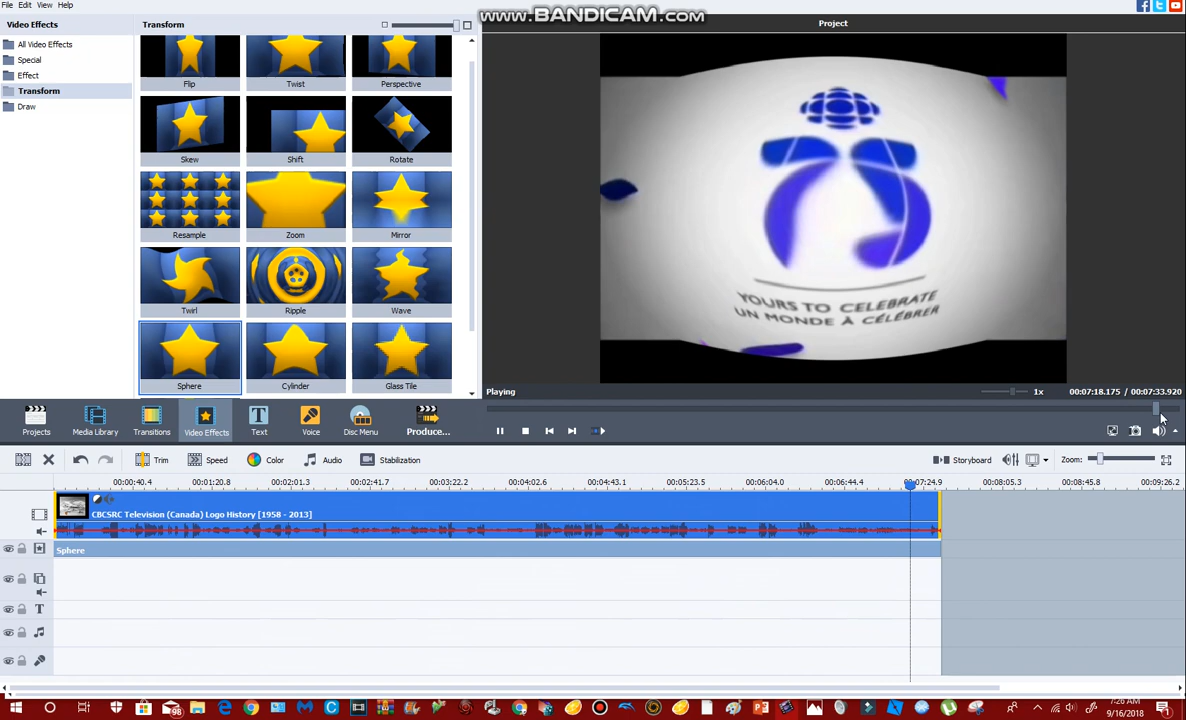 File Edit View Help
www.BANDICAM.com
Video Effects
Transform
Project
All Video Effects
Special
Effect
Transform
Draw
Flip
Twist
Perspective
Skew
Shift
Rotate
Resample
Zoom
Mirror
Twirl
Ripple
Wave
Sphere
Cylinder
Glass Tile
YOURS TO CELEBRATE
UN MONDE À CÉLÉBRER
Playing
1x
00:07:18.175 / 00:07:33.920
Projects
Media Library
Transitions
Video Effects
Text
Voice
Disc Menu
Produce...
Trim
Speed
Color
Audio
Stabilization
Storyboard
Zoom:
00:00:40.4 00:01:20.8 00:02:01.3 00:02:41.7 00:03:22.2 00:04:02.6 00:04:43.1 00:05:23.5 00:06:04.0 00:06:44.4 00:07:24.9 00:08:05.3 00:08:45.8 00:09:26.2
CBCSRC Television (Canada) Logo History [1958 - 2013]
Sphere
98
7:26 AM
9/16/2018
1